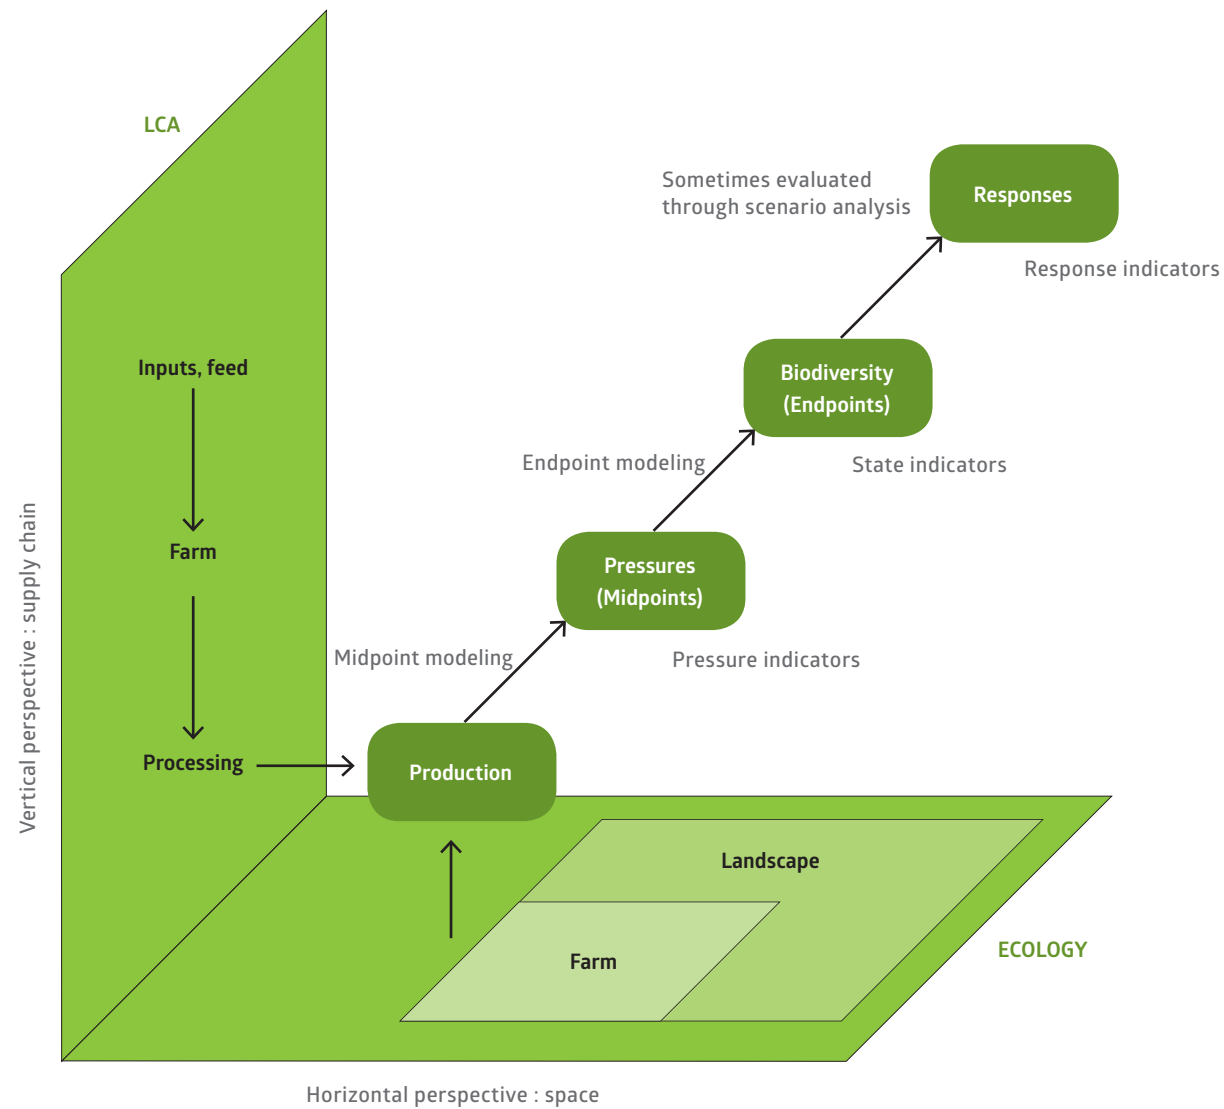 LCA
Sometimes evaluated
through scenario analysis
Responses
Response indicators
Inputs, feed
Biodiversity
(Endpoints)
Endpoint modeling
State indicators
Farm
Pressures
(Midpoints)
Midpoint modeling
Pressure indicators
Vertical perspective : supply chain
Processing
Production
Landscape
Farm
ECOLOGY
Horizontal perspective : space